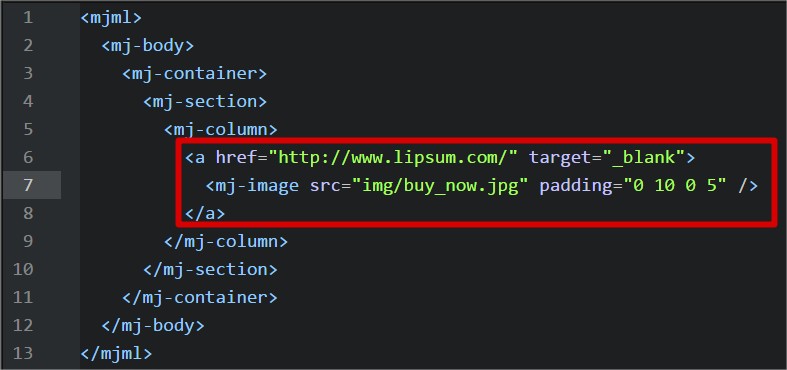 1 <mjml>
2   <mj-body>
3     <mj-container>
4       <mj-section>
5         <mj-column>
6           <a href="http://www.lipsum.com/" target="_blank">
7             <mj-image src="img/buy_now.jpg" padding="0 10 0 5" />
8           </a>
9         </mj-column>
10       </mj-section>
11     </mj-container>
12   </mj-body>
13 </mjml>